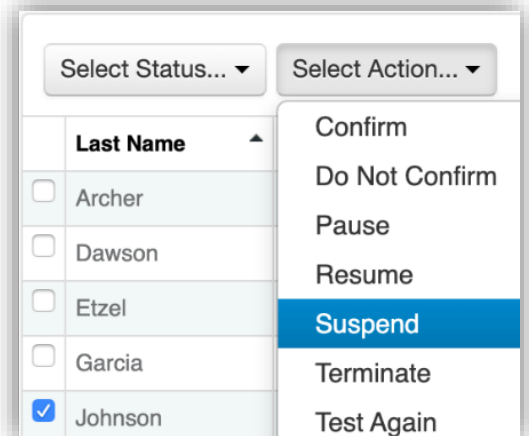 Select Status...
Select Action...
Last Name
Archer
Dawson
Etzel
Garcia
Johnson
Confirm
Do Not Confirm
Pause
Resume
Suspend
Terminate
Test Again